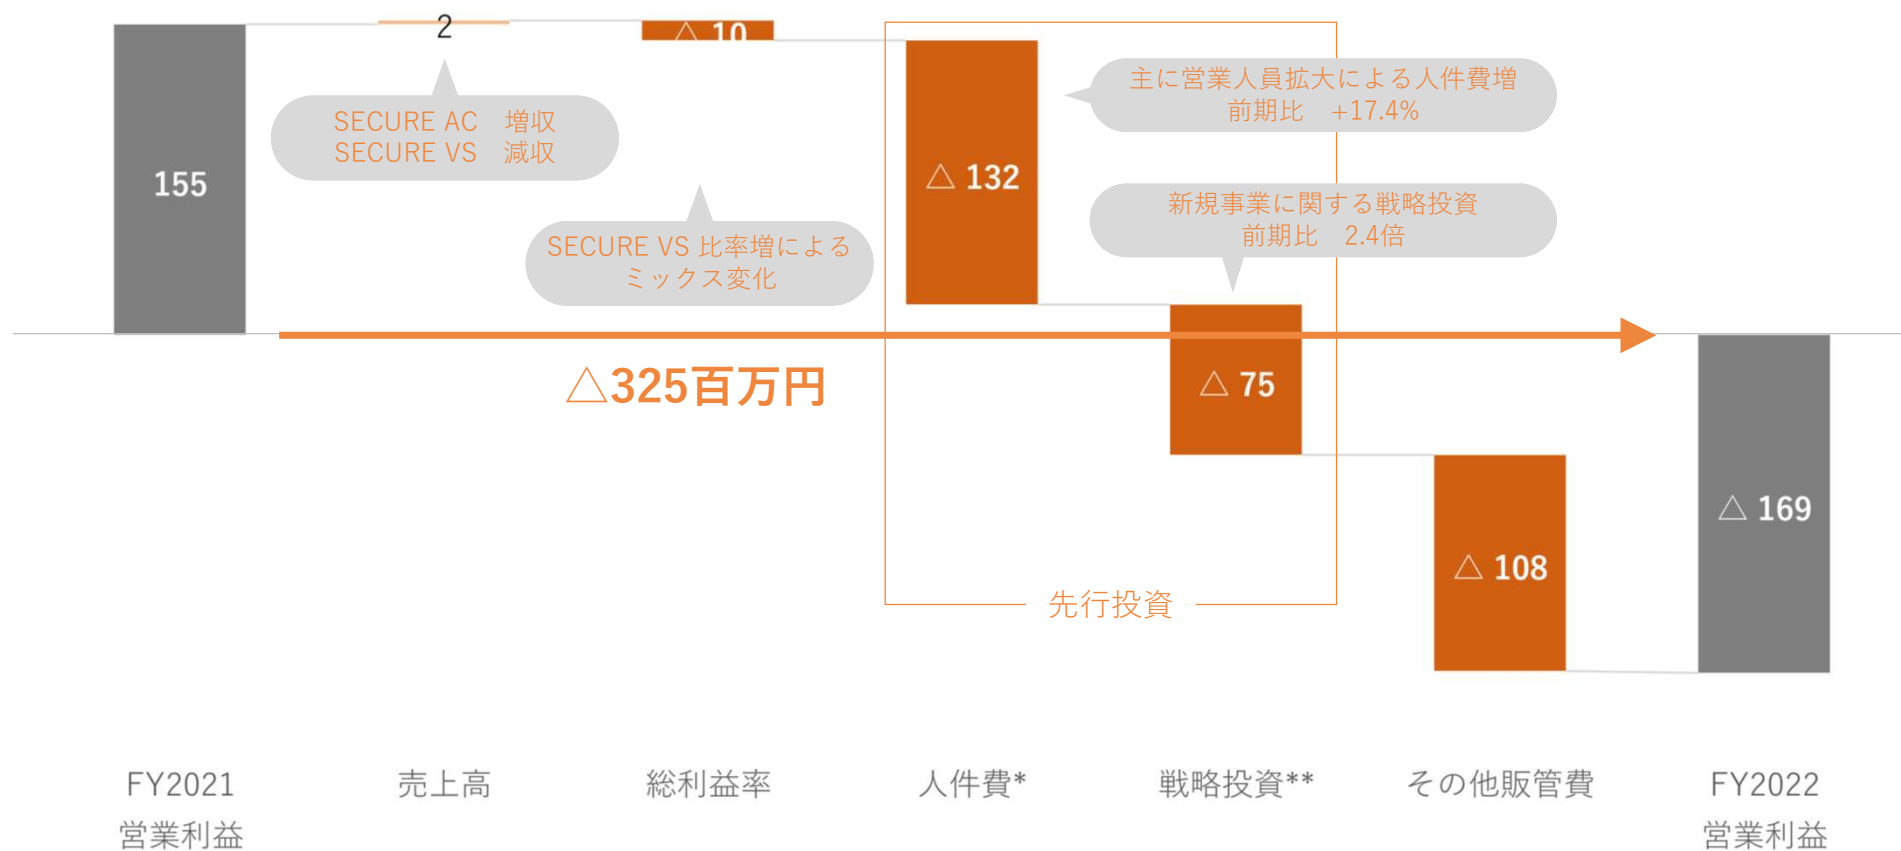 2
△ 10
主に営業人員拡大による人件費増
前期比　+17.4%
SECURE AC　増収
SECURE VS　減収
155
△ 132
新規事業に関する戦略投資
前期比　2.4倍
SECURE VS 比率増による
ミックス変化
△325百万円
△ 75
△ 169
△ 108
先行投資
FY2021
営業利益
売上高
総利益率
人件費*
戦略投資**
その他販管費
FY2022
営業利益